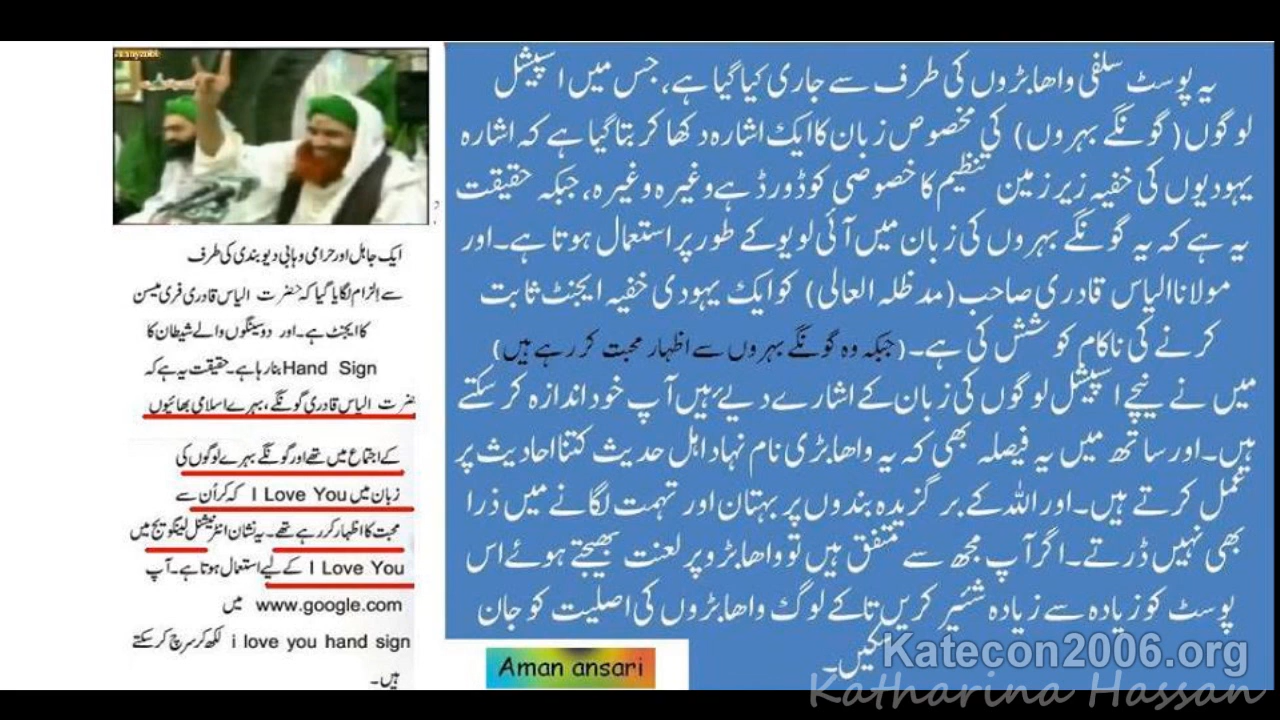 یہ پوسٹ سلفی واھابڑوں کی طرف سے جاری کیا گیا ہے، جس میں اسپیشل
لوگوں (گونگے بہروں) کی مخصوص زبان کا ایک اشارہ دکھا کر بتا گیا ہے کہ اشارہ
یہودیوں کی خفیہ زیر زمین تنظیم کا خصوصی کوڈ ورڈ ہے وغیرہ وغیرہ، جبکہ حقیقت
یہ ہے کہ یہ گونگے بہروں کی زبان میں آئی لو یو کے طور پر استعمال ہوتا ہے۔ اور
مولانا الیاس قادری صاحب (مدظلہ العالی) کو ایک یہودی خفیہ ایجنٹ ثابت
کرنے کی ناکام کوشش کی ہے۔ (جبکہ وہ گونگے بہروں سے اظہار محبت کر رہے ہیں)
میں نے نیچے اسپیشل لوگوں کی زبان کے اشارے دیئے ہیں آپ خود اندازہ کر سکتے
ہیں۔ اور ساتھ میں یہ فیصلہ بھی کہ یہ واھابڑی نام نہاد اھل حدیث کتنا احادیث پر
عمل کرتے ہیں۔ اور اللہ کے برگزیدہ بندوں پر بہتان اور تہمت لگانے میں ذرا
بھی نہیں ڈرتے۔ اگر آپ مجھ سے متفق ہیں تو واھابڑو پر لعنت بھیجتے ہوئے اس
پوسٹ کو زیادہ سے زیادہ شئیر کریں تاکے لوگ واھابڑوں کی اصلیت کو جان
سکیں۔
ایک جاہل اور حرامی وہابی دیوبندی کی طرف
سے الزام لگایا گیا کہ حضرت الیاس قادری فری میسن
کا ایجنٹ ہے۔ اور دو سینگوں والے شیطان کا
Hand Sign بنا رہا ہے۔ حقیقت یہ ہے کہ
حضرت الیاس قادری گونگے، بہرے اسلامی بھائیوں
کے اجتماع میں تھے اور گونگے بہرے لوگوں کی
زبان میں I Love You کہ کر اُن سے
محبت کا اظہار کر رہے تھے۔ یہ نشان انٹرنیشنل لینگویج میں
I Love You کے لیے استعمال ہوتا ہے۔ آپ
www.google.com میں
i love you hand sign لکھ کر سرچ کر سکتے
ہیں۔
Aman ansari
Katecon2006.org
Katharina Hassan